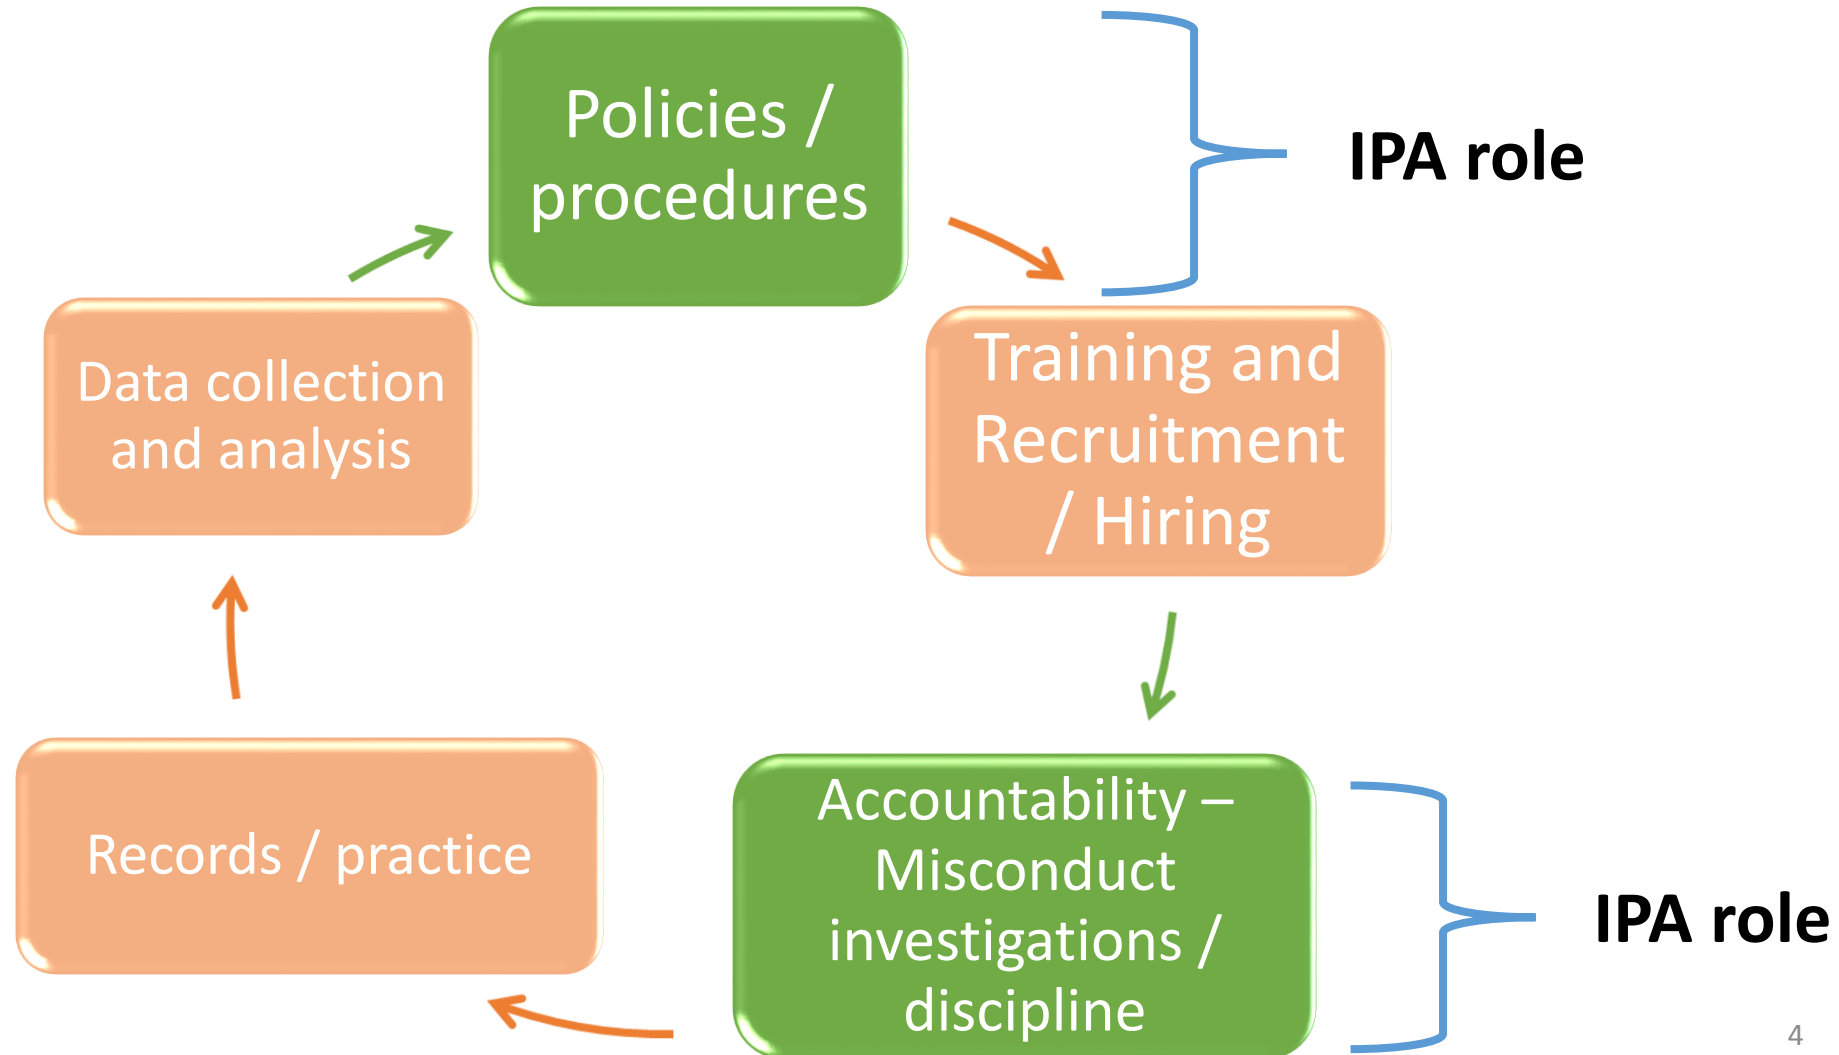 Policies /
procedures
IPA role
Training and
Recruitment
/ Hiring
Accountability –
Misconduct
investigations /
discipline
IPA role
Records / practice
Data collection
and analysis
4